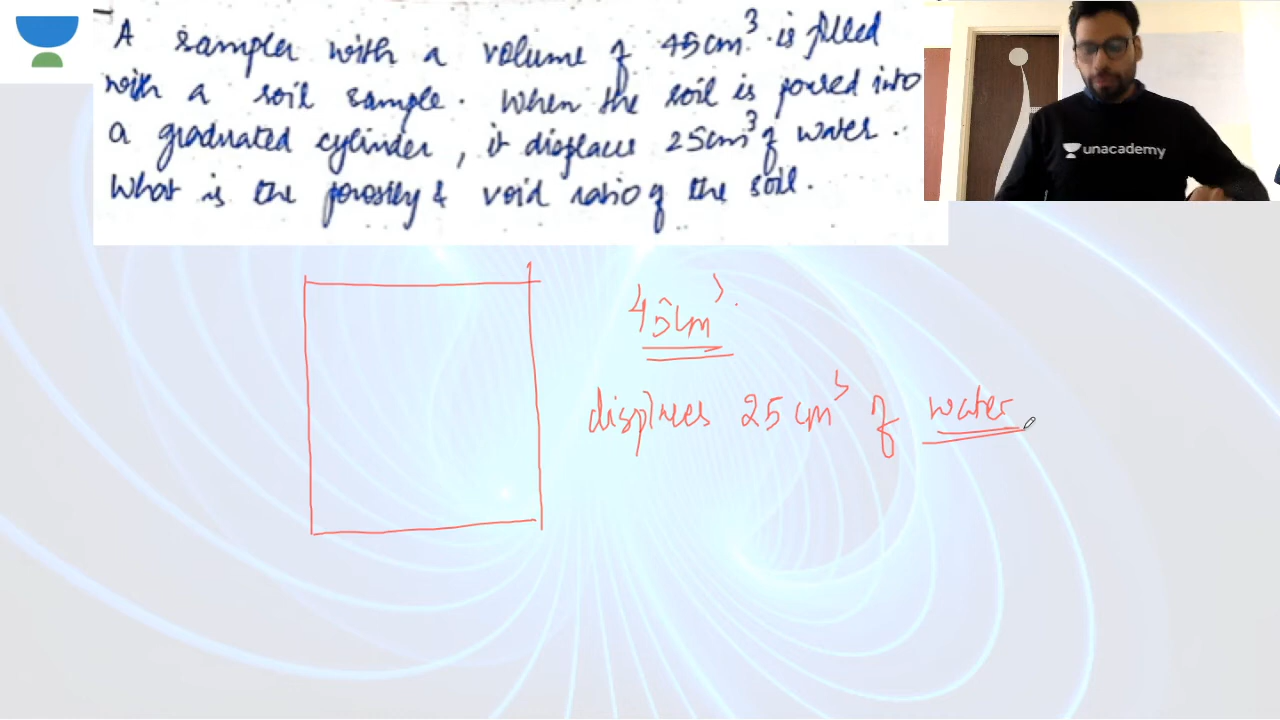 A sampler with a volume of 45cm³ is filled
with a soil sample. When the soil is poured into
a graduated cylinder, it displaces 25cm³ of water.
What is the porosity & void ratio of the soil.
unacademy
45cm³.
displaces 25 cm³ of water